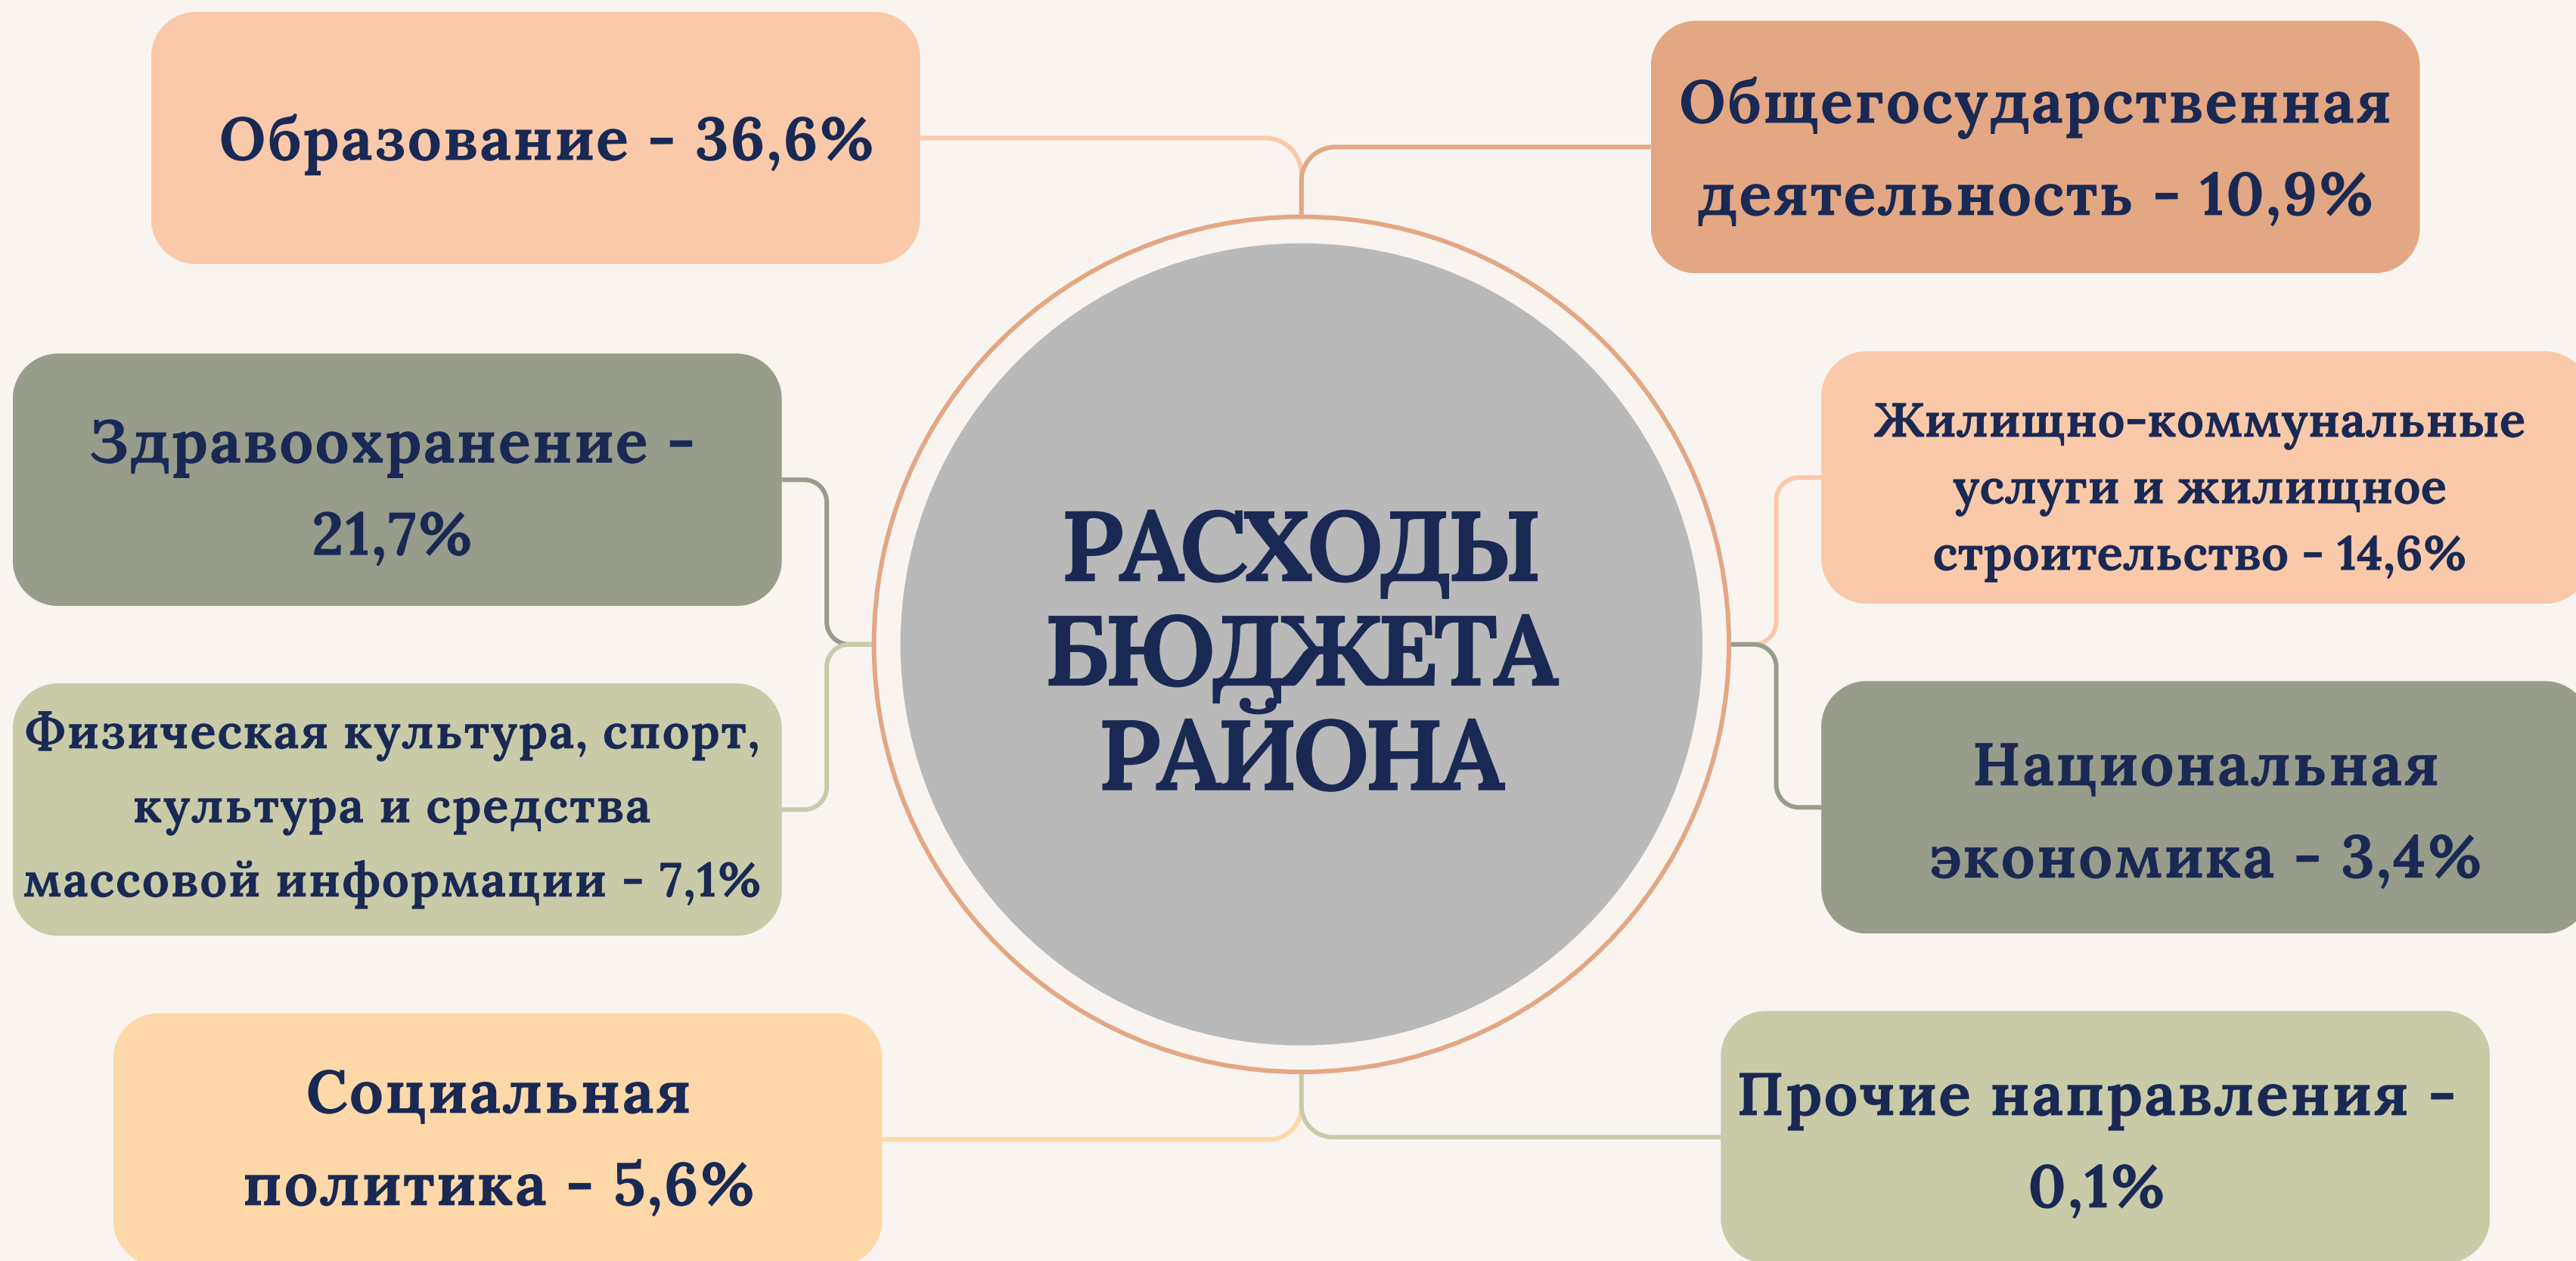 Образование - 36,6%
Общегосударственная
деятельность - 10,9%
Здравоохранение -
21,7%
Жилищно-коммунальные
услуги и жилищное
строительство - 14,6%
РАСХОДЫ
БЮДЖЕТА
РАЙОНА
Физическая культура, спорт,
культура и средства
массовой информации - 7,1%
Национальная
экономика - 3,4%
Социальная
политика - 5,6%
Прочие направления -
0,1%